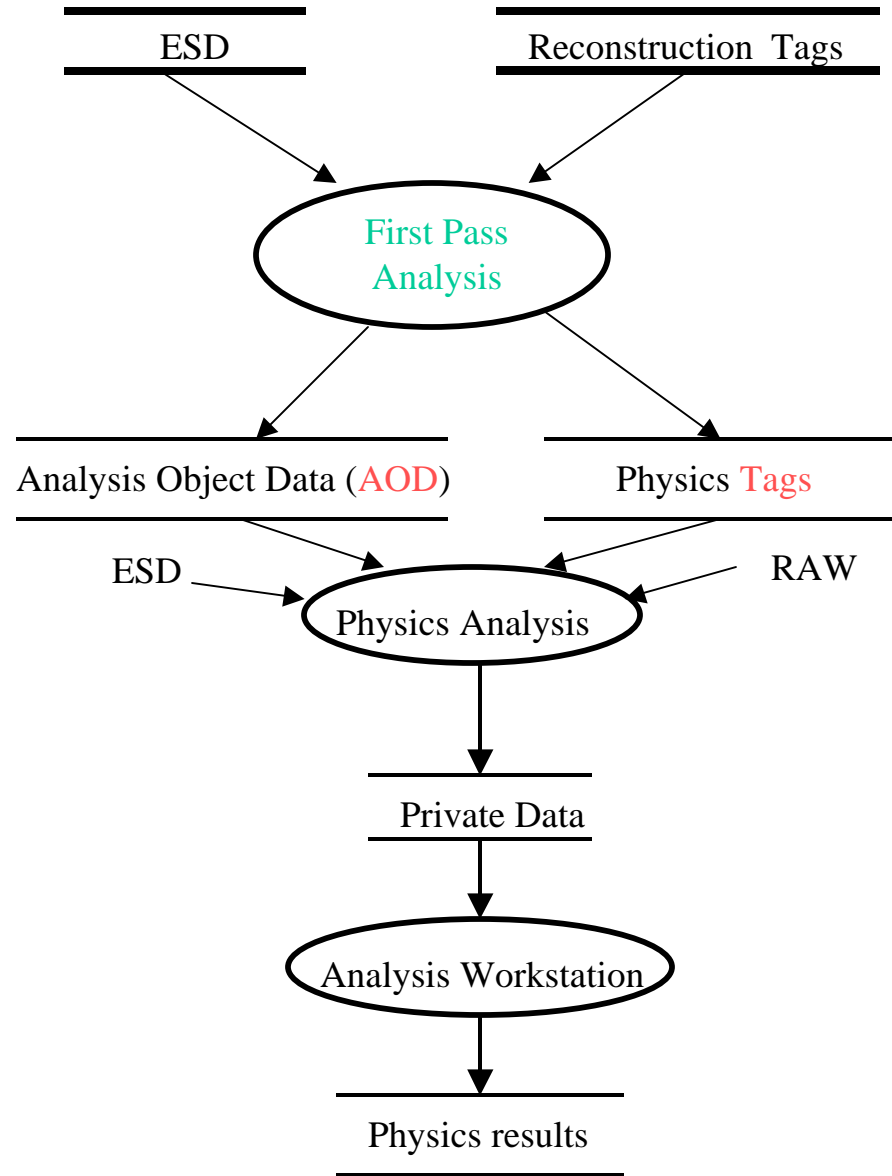 ESD
Reconstruction Tags
First Pass
Analysis
Analysis Object Data (AOD)
Physics Tags
ESD
RAW
Physics Analysis
Private Data
Analysis Workstation
Physics results